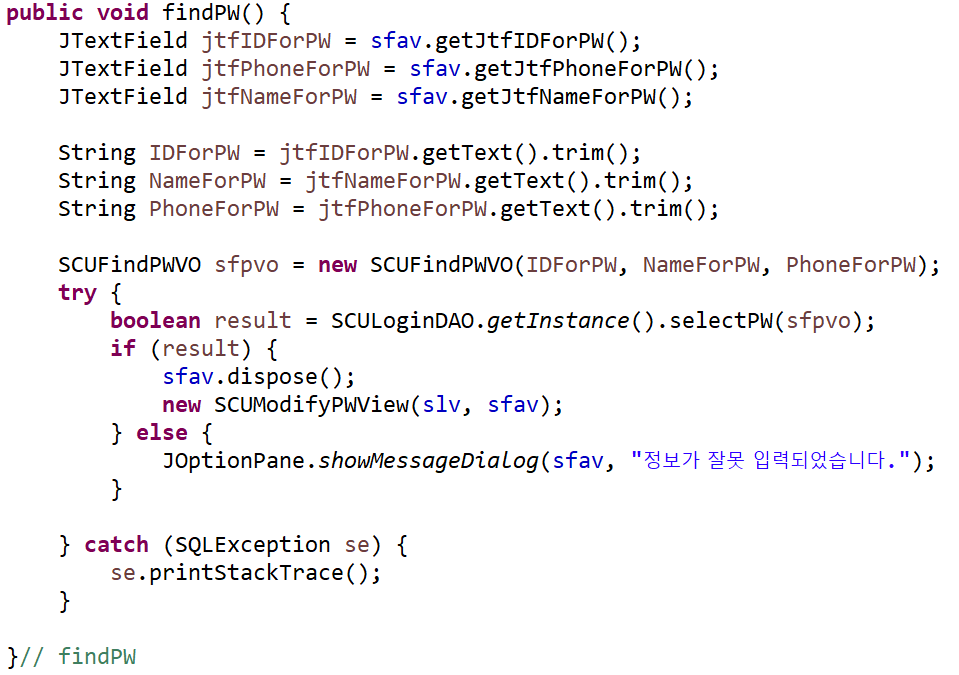 public void findPW() {
    JTextField jtfIDForPW = sfav.getJtfIDForPW();
    JTextField jtfPhoneForPW = sfav.getJtfPhoneForPW();
    JTextField jtfNameForPW = sfav.getJtfNameForPW();

    String IDForPW = jtfIDForPW.getText().trim();
    String NameForPW = jtfNameForPW.getText().trim();
    String PhoneForPW = jtfPhoneForPW.getText().trim();

    SCUFindPWVO sfpvo = new SCUFindPWVO(IDForPW, NameForPW, PhoneForPW);
    try {
        boolean result = SCULoginDAO.getInstance().selectPW(sfpvo);
        if (result) {
            sfav.dispose();
            new SCUModifyPWView(slv, sfav);
        } else {
            JOptionPane.showMessageDialog(sfav, "정보가 잘못 입력되었습니다.");
        }

    } catch (SQLException se) {
        se.printStackTrace();
    }

}// findPW